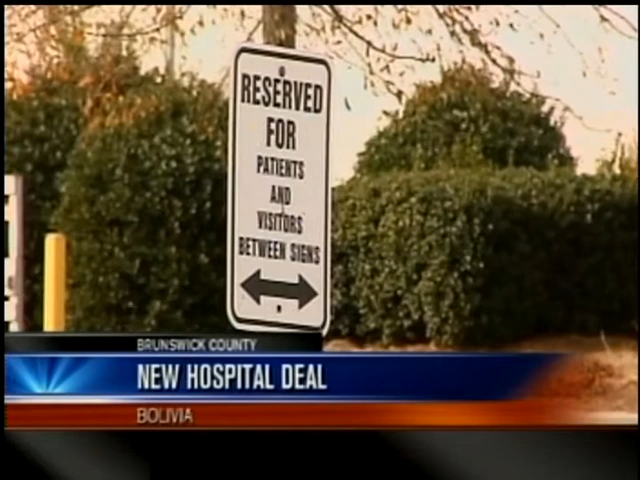 RESERVED
FOR
PATIENTS
AND
VISITORS
BETWEEN SIGNS
BRUNSWICK COUNTY
NEW HOSPITAL DEAL
BOLIVIA